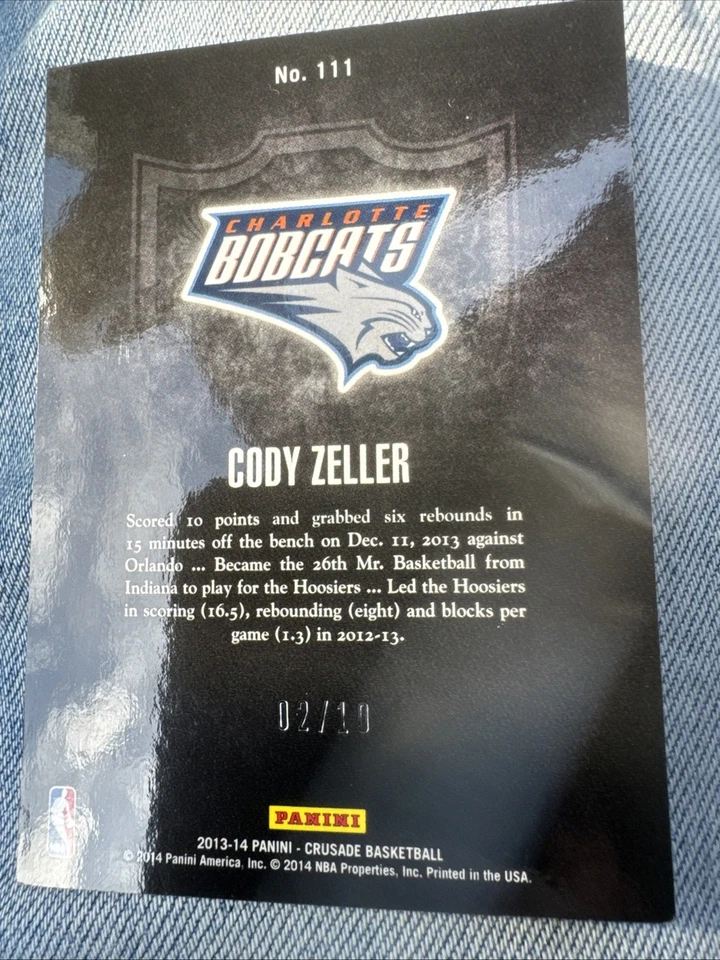 No. 111
CHARLOTTE
BOBCATS
CODY ZELLER
Scored 10 points and grabbed six rebounds in
15 minutes off the bench on Dec. 11, 2013 against
Orlando ... Became the 26th Mr. Basketball from
Indiana to play for the Hoosiers ... Led the Hoosiers
in scoring (16.5), rebounding (eight) and blocks per
game (1.3) in 2012-13.
02/10
PANINI
2013-14 PANINI - CRUSADE BASKETBALL
© 2014 Panini America, Inc. © 2014 NBA Properties, Inc. Printed in the USA.
NBA